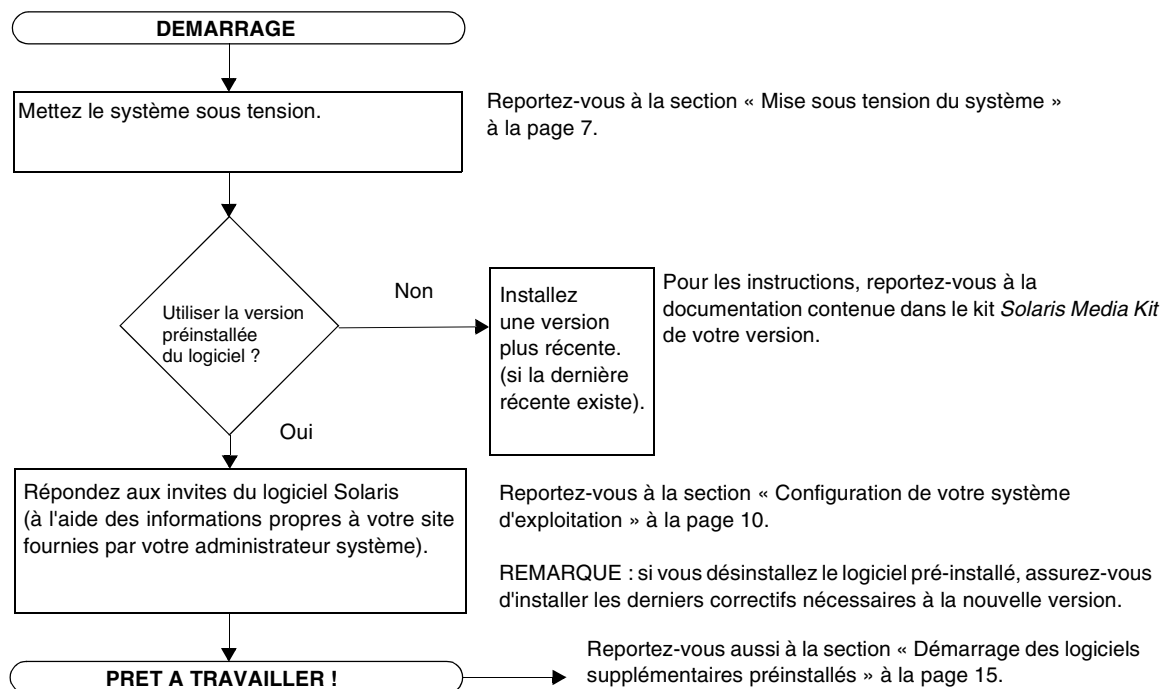 DEMARRAGE
Mettez le système sous tension.
Reportez-vous à la section « Mise sous tension du système »
à la page 7.
Utiliser la version
préinstallée
du logiciel ?
Non
Installez
une version
plus récente.
(si la dernière
récente existe).
Pour les instructions, reportez-vous à la
documentation contenue dans le kit Solaris Media Kit
de votre version.
Oui
Répondez aux invites du logiciel Solaris
(à l'aide des informations propres à votre site
fournies par votre administrateur système).
Reportez-vous à la section « Configuration de votre système
d'exploitation » à la page 10.
REMARQUE : si vous désinstallez le logiciel pré-installé, assurez-vous
d'installer les derniers correctifs nécessaires à la nouvelle version.
PRET A TRAVAILLER !
Reportez-vous aussi à la section « Démarrage des logiciels
supplémentaires préinstallés » à la page 15.